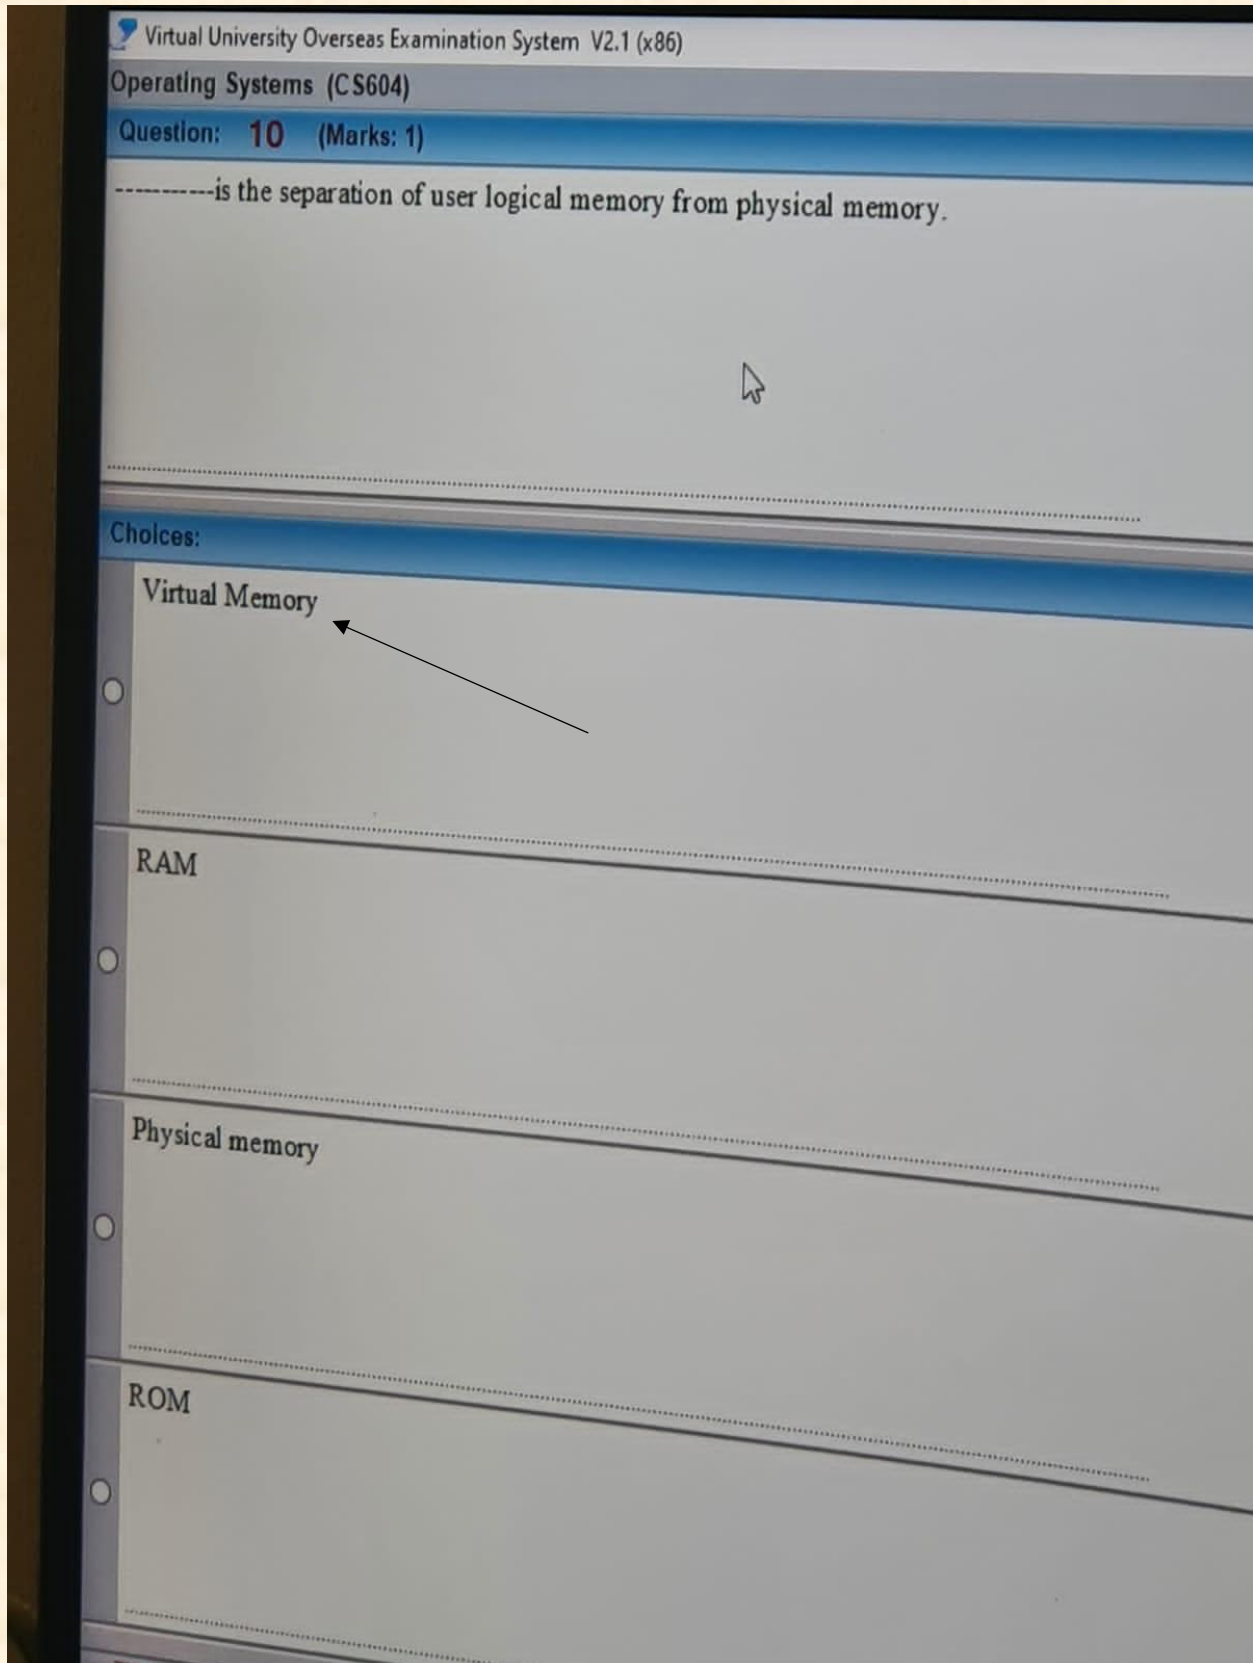 Virtual University Overseas Examination System V2.1 (x86)
Operating Systems (CS604)
Question: 10 (Marks: 1)
-----------is the separation of user logical memory from physical memory.
Choices:
Virtual Memory
RAM
Physical memory
ROM